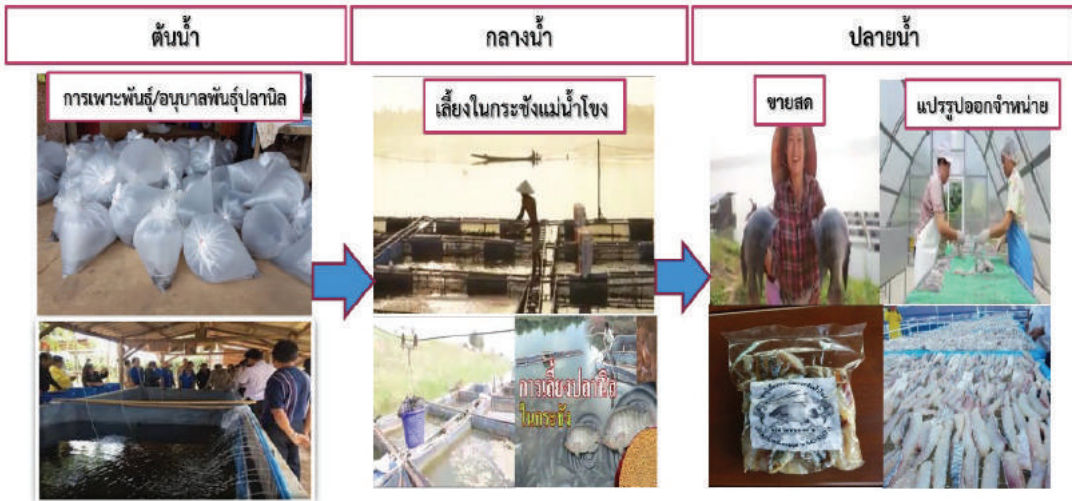 ต้นน้ำ
กลางน้ำ
ปลายน้ำ
การเพาะพันธุ์/อนุบาลพันธุ์ปลานิล
เลี้ยงในกระชังแม่น้ำโขง
ขายสด
แปรรูปออกจำหน่าย
การเลี้ยงปลานิล
ในกระชัง